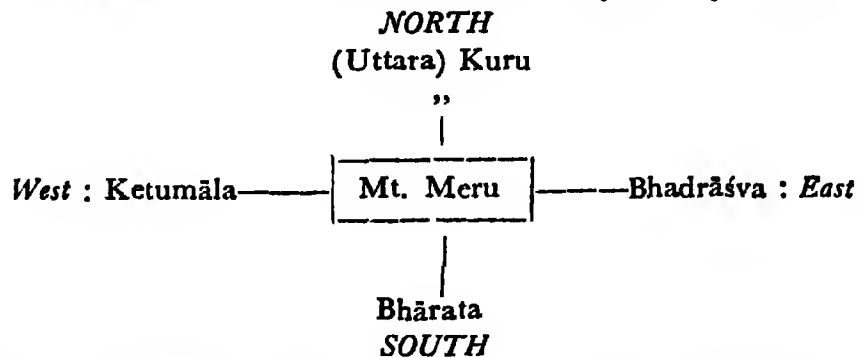 NORTH
(Uttara) Kuru
,,
West : Ketumāla
Mt. Meru
Bhadrāśva : East
Bhārata
SOUTH